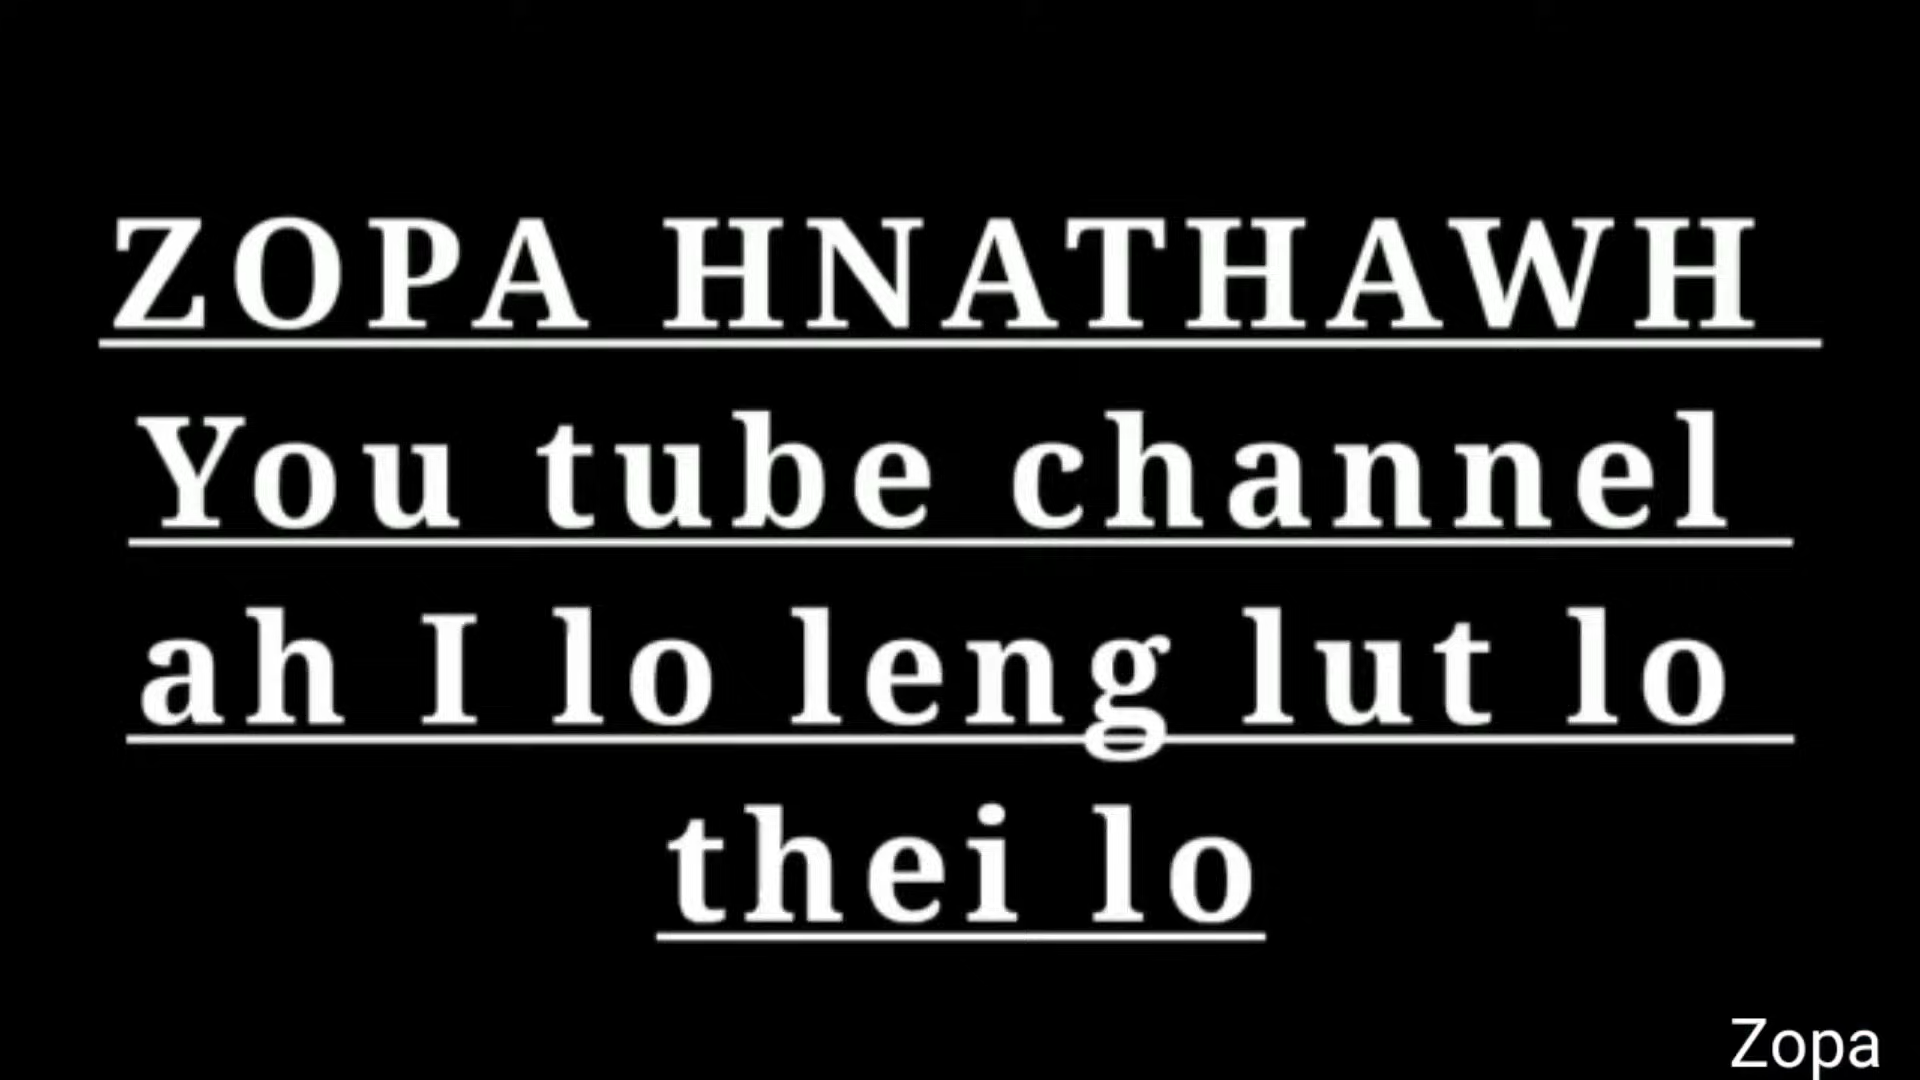 ZOPA HNATHAWH
You tube channel
ah I lo leng lut lo
thei lo
Zopa